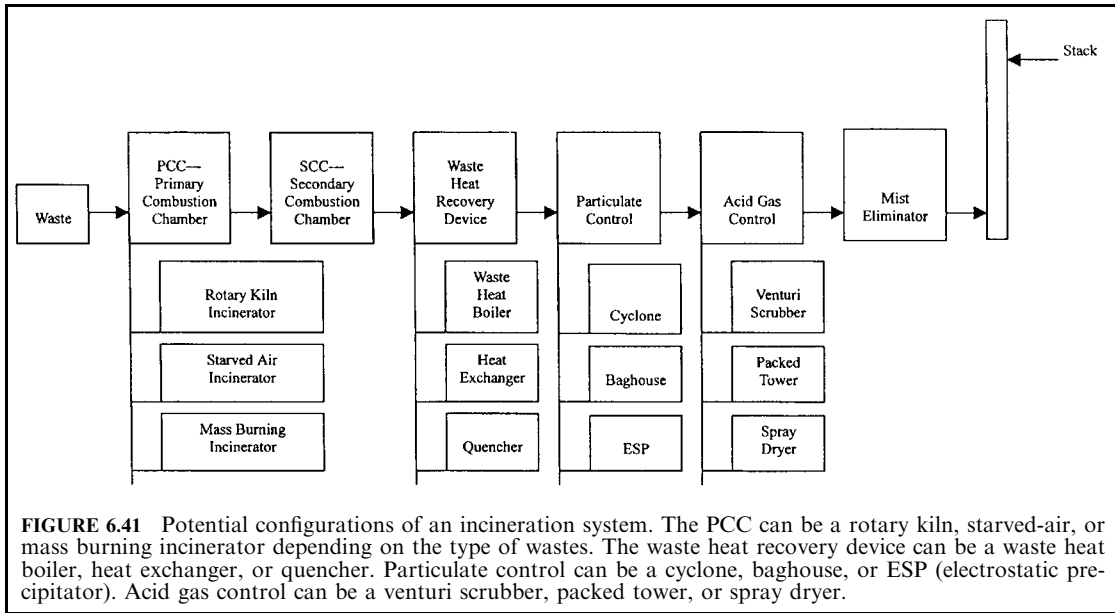 Stack
PCC—
Primary
Combustion
Chamber
SCC—
Secondary
Combustion
Chamber
Waste
Heat
Recovery
Device
Particulate
Control
Acid Gas
Control
Mist
Eliminator
Waste
Rotary Kiln
Incinerator
Starved Air
Incinerator
Mass Burning
Incinerator
Waste
Heat
Boiler
Heat
Exchanger
Quencher
Cyclone
Baghouse
ESP
Venturi
Scrubber
Packed
Tower
Spray
Dryer
FIGURE 6.41 Potential configurations of an incineration system. The PCC can be a rotary kiln, starved-air, or
mass burning incinerator depending on the type of wastes. The waste heat recovery device can be a waste heat
boiler, heat exchanger, or quencher. Particulate control can be a cyclone, baghouse, or ESP (electrostatic pre-
cipitator). Acid gas control can be a venturi scrubber, packed tower, or spray dryer.